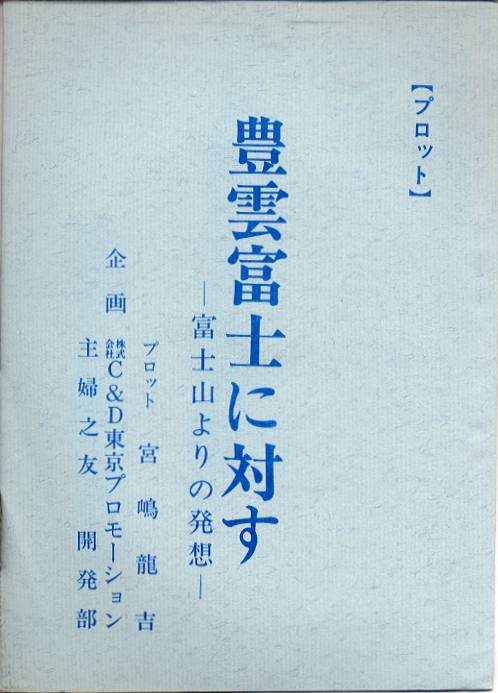 【プロット】
豊雲富士に対す
―富士山よりの発想―
プロット 宮嶋龍吉
企画 株式会社C&D東京プロモーション
主婦之友 開発部